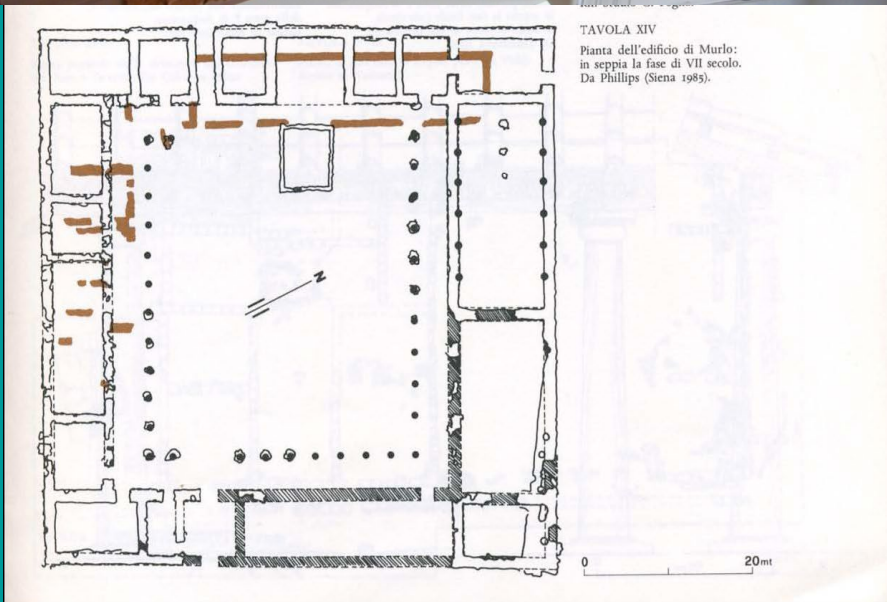 TAVOLA XIV
Pianta dell'edificio di Murlo:
in seppia la fase di VII secolo.
Da Phillips (Siena 1985).
N
0 20mt